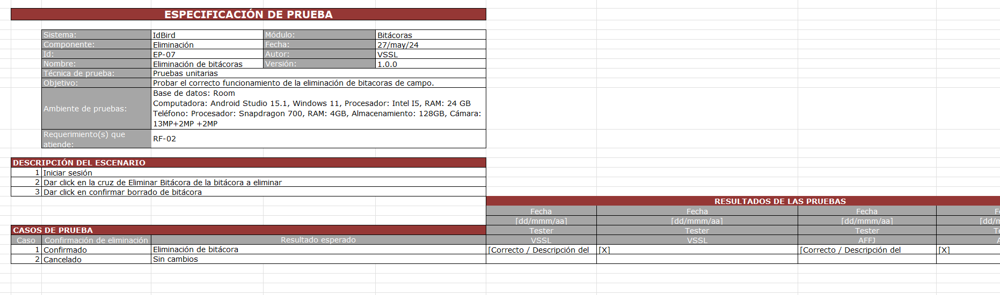 ESPECIFICACIÓN DE PRUEBA
Sistema: IdBird Módulo: Bitácoras
Componente: Eliminación Fecha: 27/may/24
Id: EP-07 Autor: VSSL
Nombre: Eliminación de bitácoras Versión: 1.0.0
Técnica de prueba: Pruebas unitarias
Objetivo: Probar el correcto funcionamiento de la eliminación de bitacoras de campo.
Ambiente de pruebas:
Base de datos: Room
Computadora: Android Studio 15.1, Windows 11, Procesador: Intel I5, RAM: 24 GB
Teléfono: Procesador: Snapdragon 700, RAM: 4GB, Almacenamiento: 128GB, Cámara:
13MP+2MP +2MP
Requerimiento(s) que
atiende:
RF-02
DESCRIPCIÓN DEL ESCENARIO
1 Iniciar sesión
2 Dar click en la cruz de Eliminar Bitácora de la bitácora a eliminar
3 Dar click en confirmar borrado de bitácora
RESULTADOS DE LAS PRUEBAS
Fecha Fecha Fecha
[dd/mmm/aa] [dd/mmm/aa] [dd/mmm/aa]
CASOS DE PRUEBA Tester Tester Tester
Caso Confirmación de eliminación Resultado esperado VSSL VSSL AFFJ
1 Confirmado Eliminación de bitácora [Correcto / Descripción del [X] [Correcto / Descripción del [X]
2 Cancelado Sin cambios